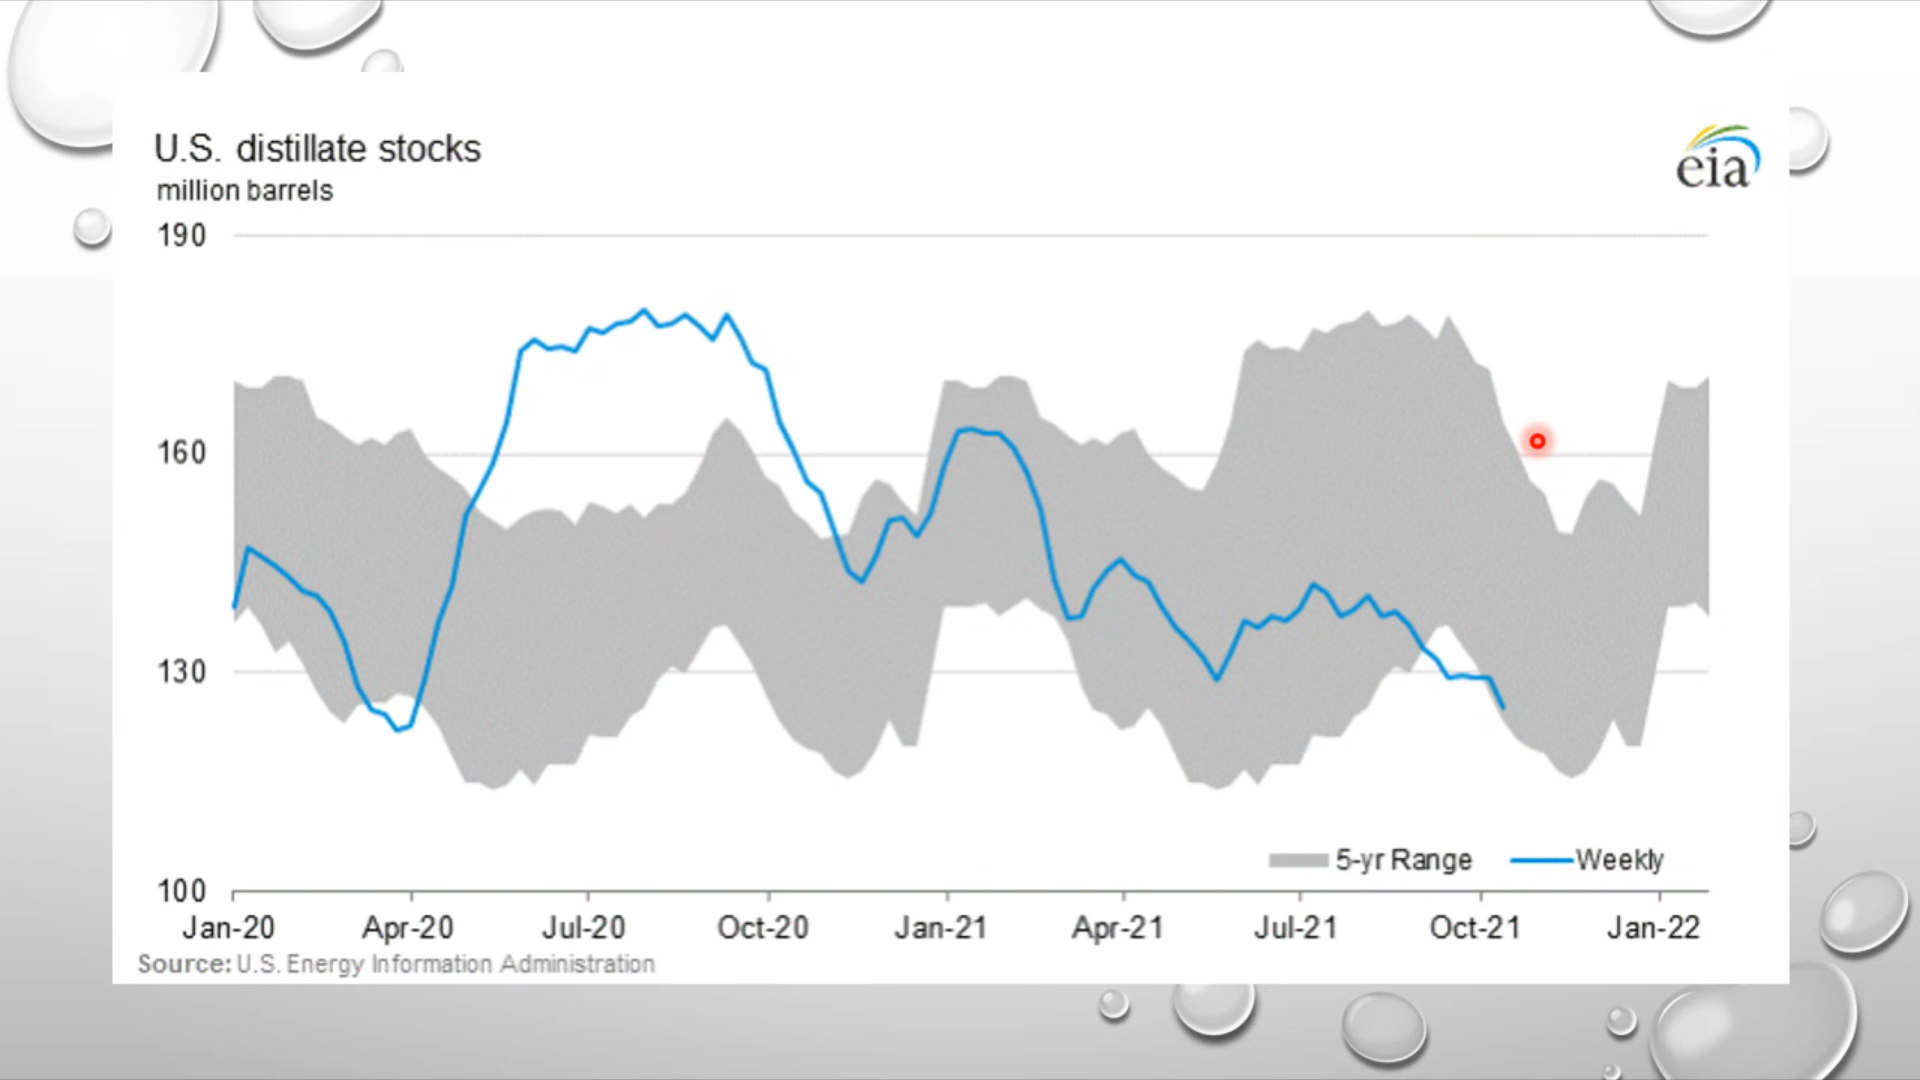 U.S. distillate stocks
million barrels
eia
190
160
130
100
5-yr Range Weekly
Jan-20 Apr-20 Jul-20 Oct-20 Jan-21 Apr-21 Jul-21 Oct-21 Jan-22
Source: U.S. Energy Information Administration